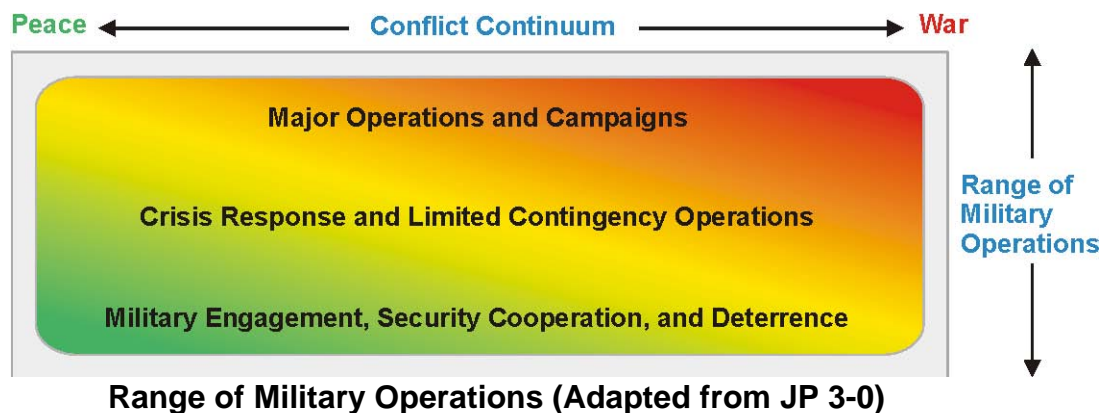 Peace Conflict Continuum War
Major Operations and Campaigns
Crisis Response and Limited Contingency Operations
Range of
Military
Operations
Military Engagement, Security Cooperation, and Deterrence
Range of Military Operations (Adapted from JP 3-0)